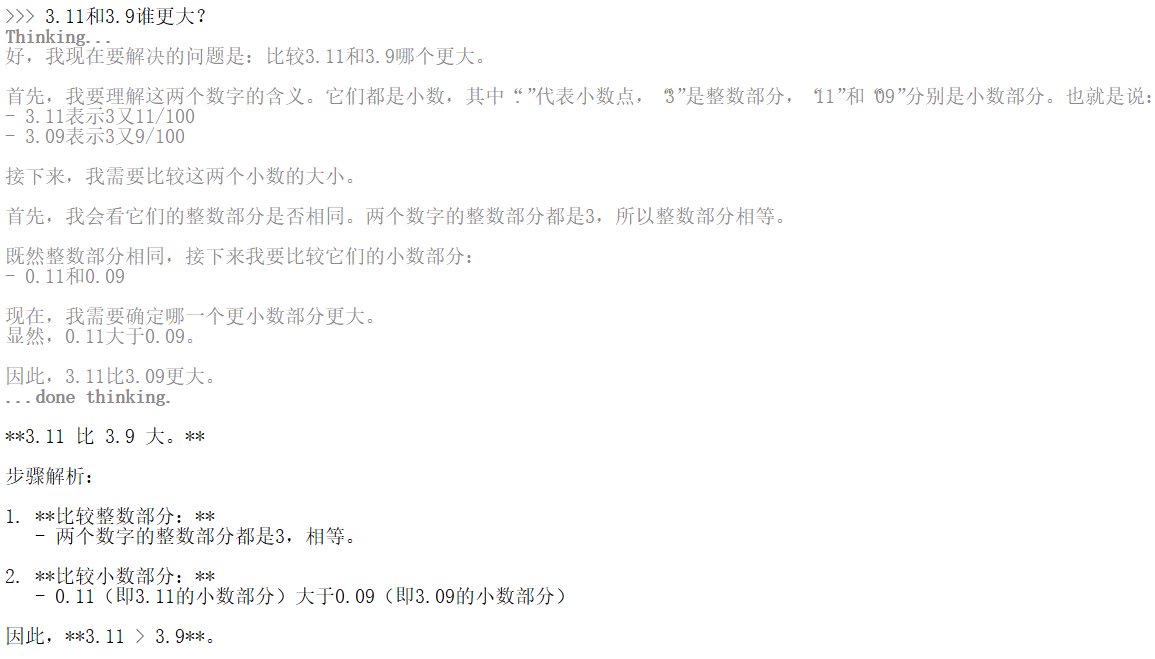 >>> 3.11和3.9谁更大?
Thinking...
好，我现在要解决的问题是：比较3.11和3.9哪个更大。
首先，我要理解这两个数字的含义。它们都是小数，其中“.”代表小数点，“3”是整数部分，“11”和“09”分别是小数部分。也就是说：
- 3.11表示3又11/100
- 3.09表示3又9/100
接下来，我需要比较这两个小数的大小。
首先，我会看它们的整数部分是否相同。两个数字的整数部分都是3，所以整数部分相等。
既然整数部分相同，接下来我要比较它们的小数部分：
- 0.11和0.09
现在，我需要确定哪一个更小数部分更大。
显然，0.11大于0.09。
因此，3.11比3.09更大。
...done thinking.
**3.11 比 3.9 大。**
步骤解析：
1. **比较整数部分：**
- 两个数字的整数部分都是3，相等。
2. **比较小数部分：**
- 0.11（即3.11的小数部分）大于0.09（即3.09的小数部分）
因此，**3.11 > 3.9**。